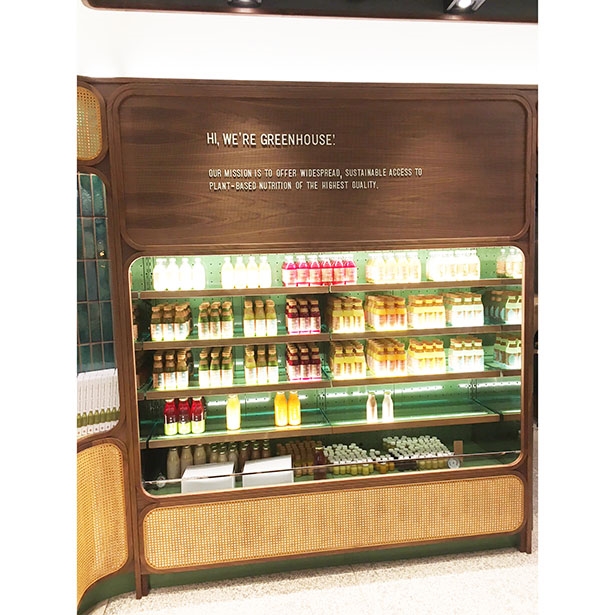 HI, WE'RE GREENHOUSE.
OUR MISSION IS TO OFFER WIDESPREAD, SUSTAINABLE ACCESS TO
PLANT-BASED NUTRITION OF THE HIGHEST QUALITY.